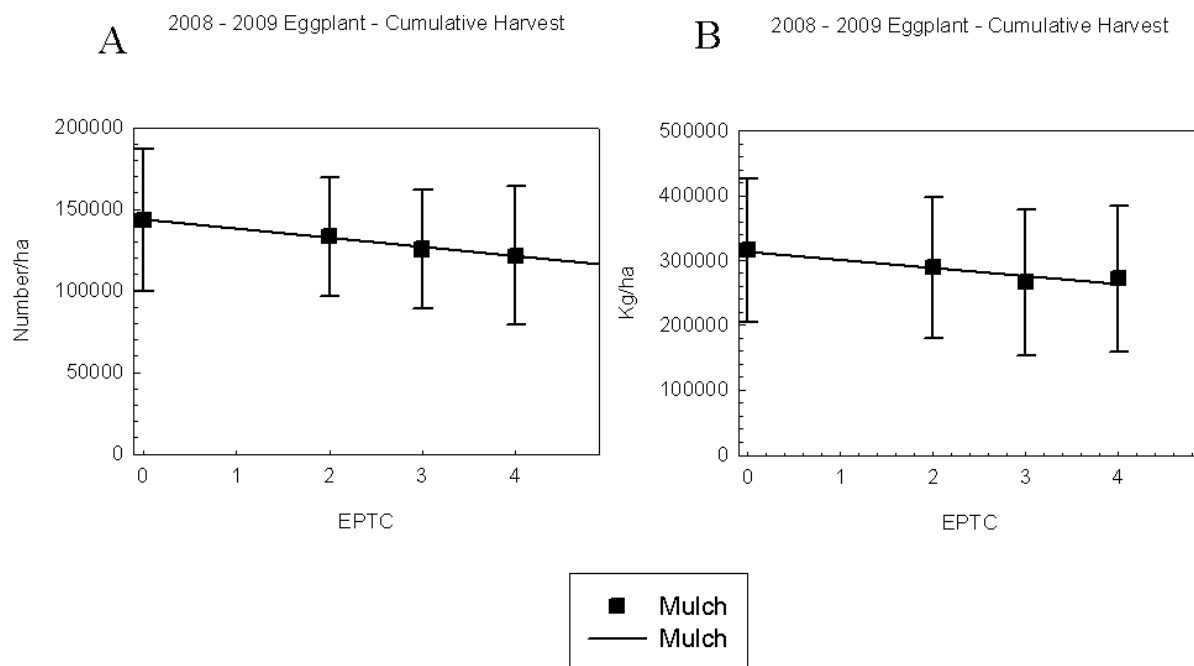 A
2008 - 2009 Eggplant - Cumulative Harvest
200000
150000
100000
50000
0
Number/ha
0 1 2 3 4
EPTC
B
2008 - 2009 Eggplant - Cumulative Harvest
500000
400000
300000
200000
100000
0
Kg/ha
0 1 2 3 4
EPTC
Mulch
Mulch